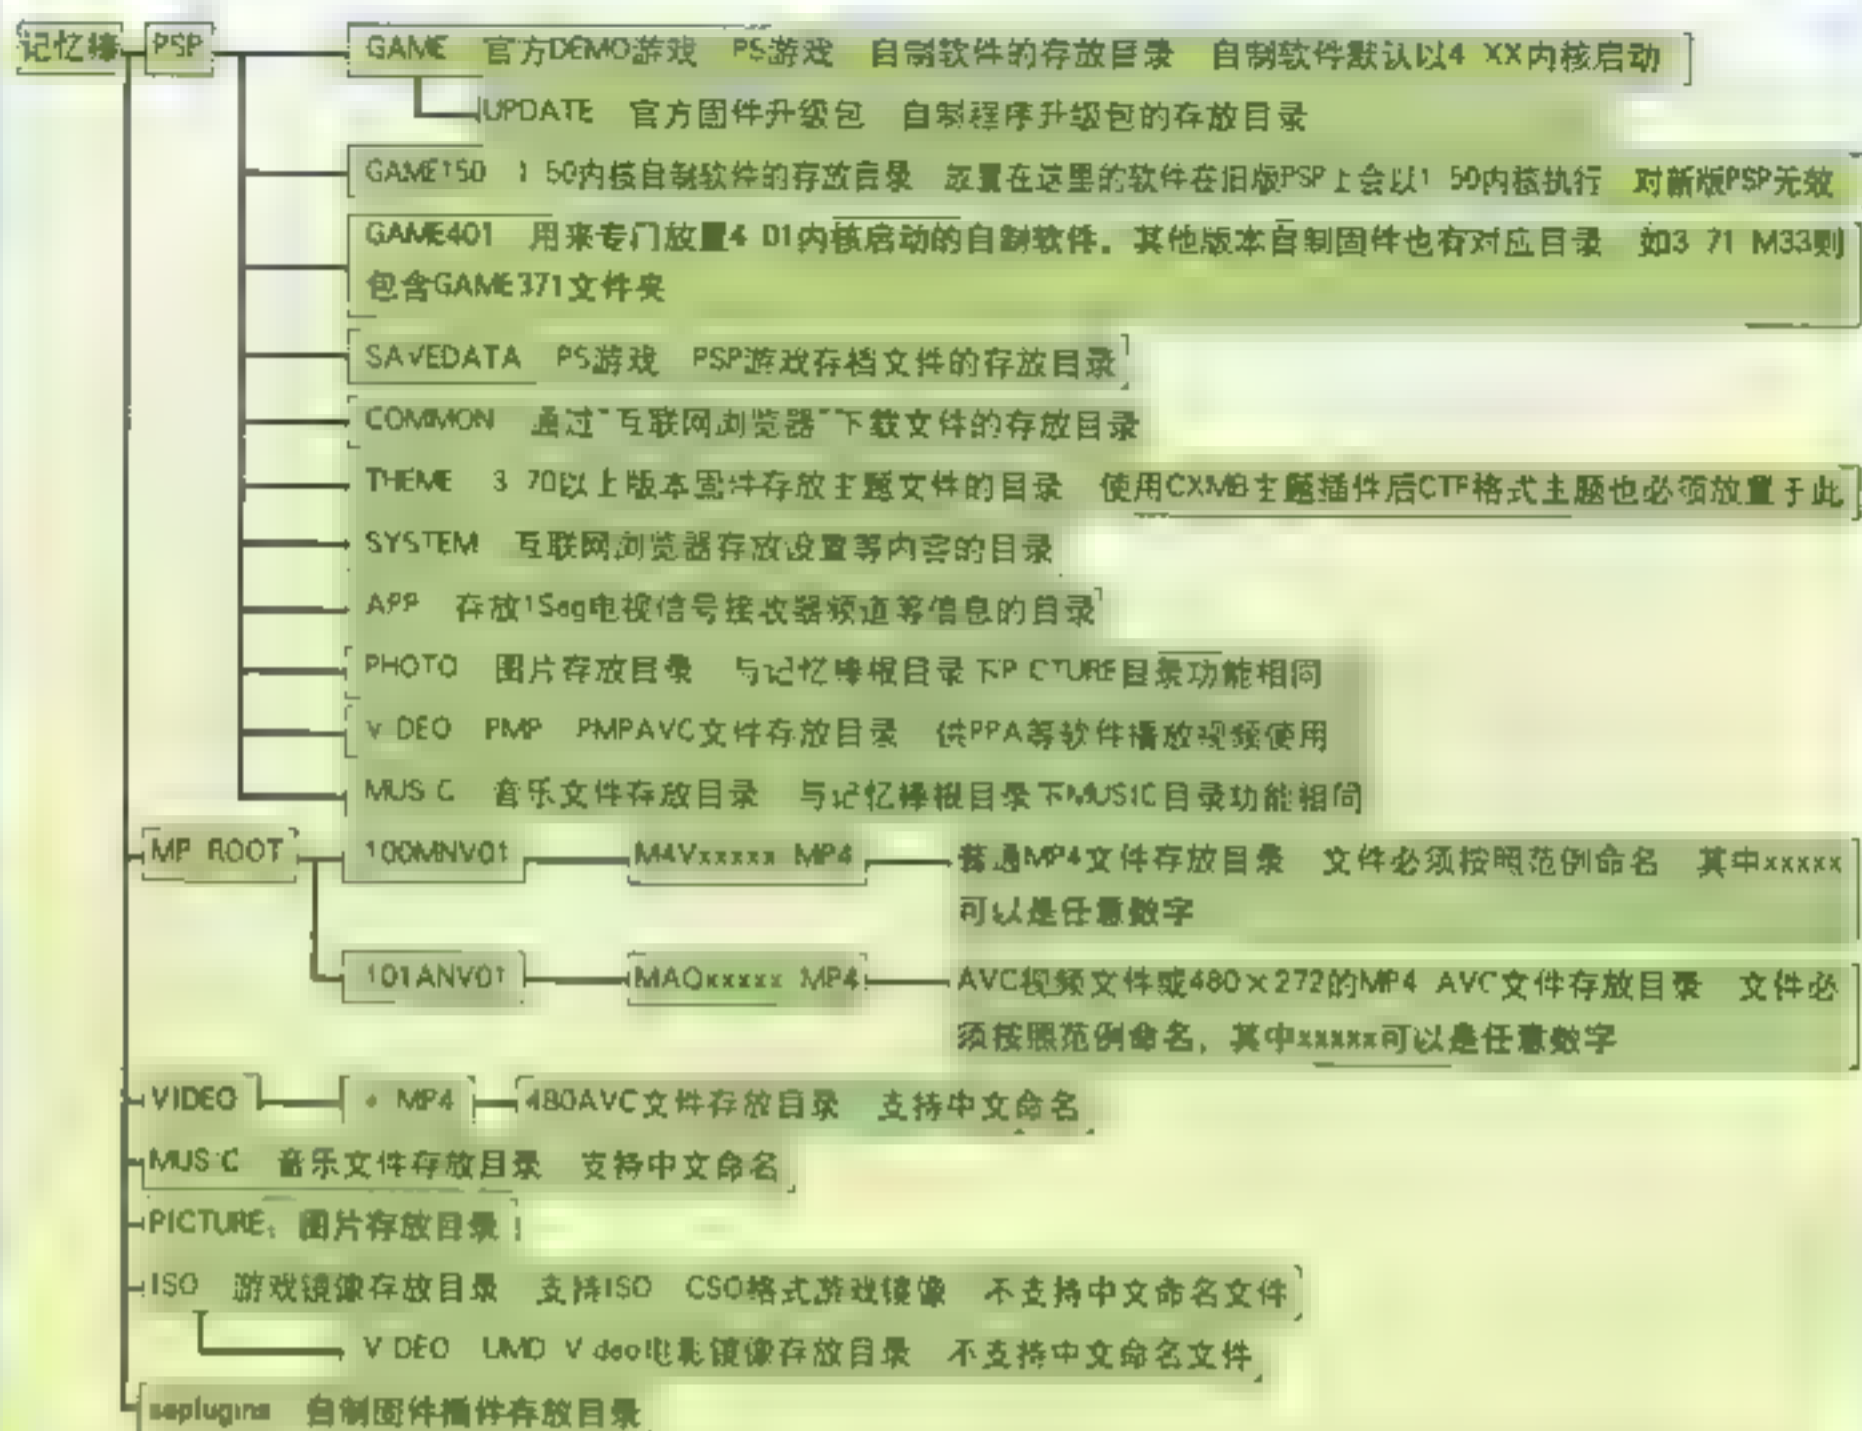 记忆棒 PSP GAME 官方DEMO游戏 PS游戏 自制软件的存放目录 自制软件默认以4 XX内核启动
UPDATE 官方固件升级包 自制程序升级包的存放目录
GAME150 1 50内核自制软件的存放目录 放置在这里的软件在旧版PSP上会以1 50内核执行 对新版PSP无效
GAME401 用来专门放置4 01内核启动的自制软件。其他版本自制固件也有对应目录 如3 71 M33则
包含GAME371文件夹
SAVEDATA PS游戏 PSP游戏存档文件的存放目录
COMMON 通过“互联网浏览器”下载文件的存放目录
THEME 3 70以上版本固件存放主题文件的目录 使用CXMB主题插件后CTF格式主题也必须放置于此
SYSTEM 互联网浏览器存放设置等内容的目录
APP 存放1Seg电视信号接收器频道等信息的目录
PHOTO 图片存放目录 与记忆棒根目录下P CTURE目录功能相同
V DEO PMP PMPAVC文件存放目录 供PPA等软件播放视频使用
MUS C 音乐文件存放目录 与记忆棒根目录下MUSIC目录功能相同
MP ROOT 100MNV01 M4Vxxxxx MP4 普通MP4文件存放目录 文件必须按照范例命名 其中xxxxx
可以是任意数字
101ANV01 MAQxxxxx MP4 AVC视频文件或480×272的MP4 AVC文件存放目录 文件必
须按照范例命名，其中xxxxx可以是任意数字
VIDEO * MP4 480AVC文件存放目录 支持中文命名
MUS C 音乐文件存放目录 支持中文命名
PICTURE：图片存放目录
ISO 游戏镜像存放目录 支持ISO CSO格式游戏镜像 不支持中文命名文件
V DEO UMD V deo电影镜像存放目录 不支持中文命名文件
seplugins 自制固件插件存放目录